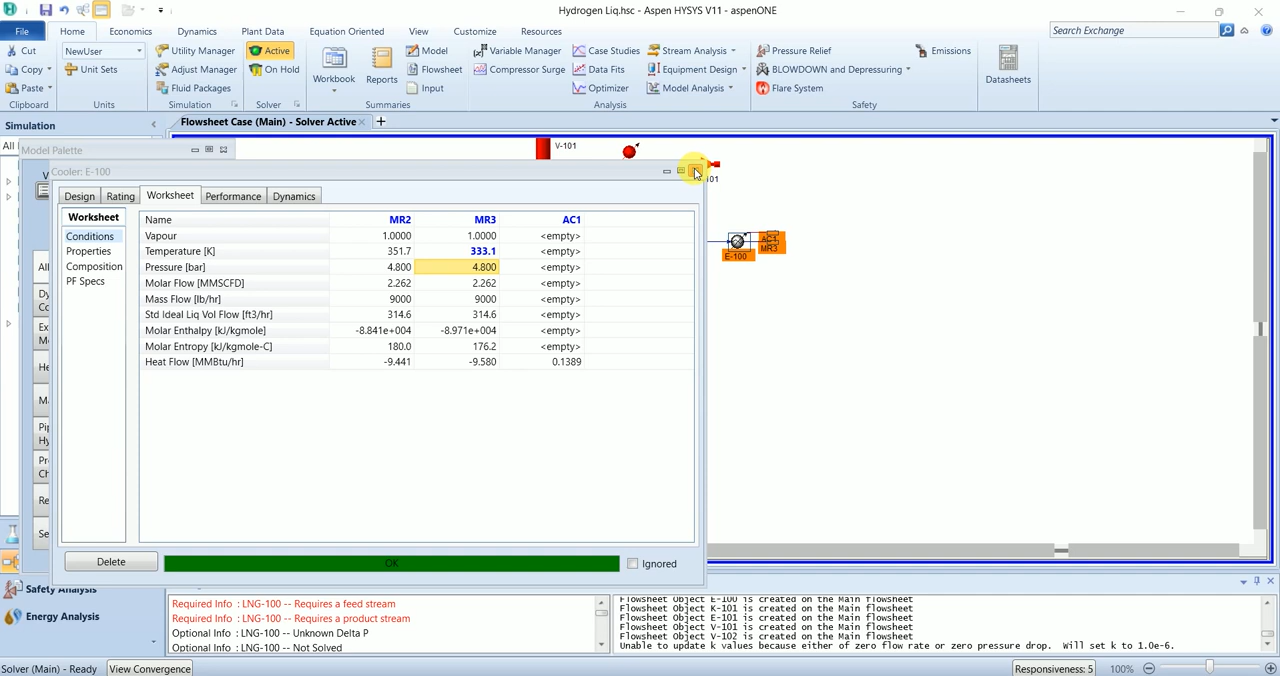 Hydrogen Liq.hsc - Aspen HYSYS V11 - aspenONE
File Home Economics Dynamics Plant Data Equation Oriented View Customize Resources Search Exchange
Cut NewUser Utility Manager Active Model Variable Manager Case Studies Stream Analysis Pressure Relief Emissions
Copy Unit Sets Adjust Manager On Hold Workbook Reports Flowsheet Compressor Surge Data Fits Equipment Design BLOWDOWN and Depressuring Datasheets
Paste Fluid Packages Input Optimizer Model Analysis Flare System
Clipboard Units Simulation Solver Summaries Analysis Safety
Simulation Flowsheet Case (Main) - Solver Active
All Model Palette V-101
Cooler: E-100
Design Rating Worksheet Performance Dynamics
Worksheet Name MR2 MR3 AC1
Conditions Vapour 1.0000 1.0000 <empty>
Properties Temperature [K] 351.7 333.1 <empty>
Composition Pressure [bar] 4.800 4.800 <empty>
PF Specs Molar Flow [MMSCFD] 2.262 2.262 <empty>
Mass Flow [lb/hr] 9000 9000 <empty>
Std Ideal Liq Vol Flow [ft3/hr] 314.6 314.6 <empty>
Molar Enthalpy [kJ/kgmole] -8.841e+004 -8.971e+004 <empty>
Molar Entropy [kJ/kgmole-C] 180.0 176.2 <empty>
Heat Flow [MMBtu/hr] -9.441 -9.580 0.1389
AC1
MR3
E-100
Delete OK Ignored
Safety Analysis
Energy Analysis
Required Info : LNG-100 -- Requires a feed stream
Required Info : LNG-100 -- Requires a product stream
Optional Info : LNG-100 -- Unknown Delta P
Optional Info : LNG-100 -- Not Solved
Flowsheet Object E-100 is created on the Main flowsheet
Flowsheet Object K-101 is created on the Main flowsheet
Flowsheet Object E-101 is created on the Main flowsheet
Flowsheet Object V-102 is created on the Main flowsheet
Unable to update k values because either of zero flow rate or zero pressure drop. Will set k to 1.0e-6.
Solver (Main) - Ready View Convergence Responsiveness: 5 100%